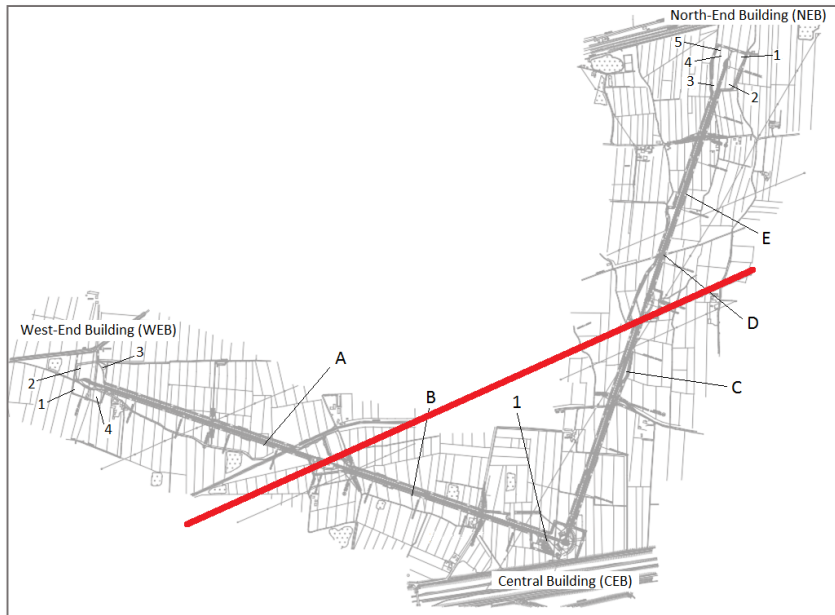 North-End Building (NEB)
5
4
3
1
2
E
D
C
West-End Building (WEB)
3
2
1
4
A
B
1
Central Building (CEB)